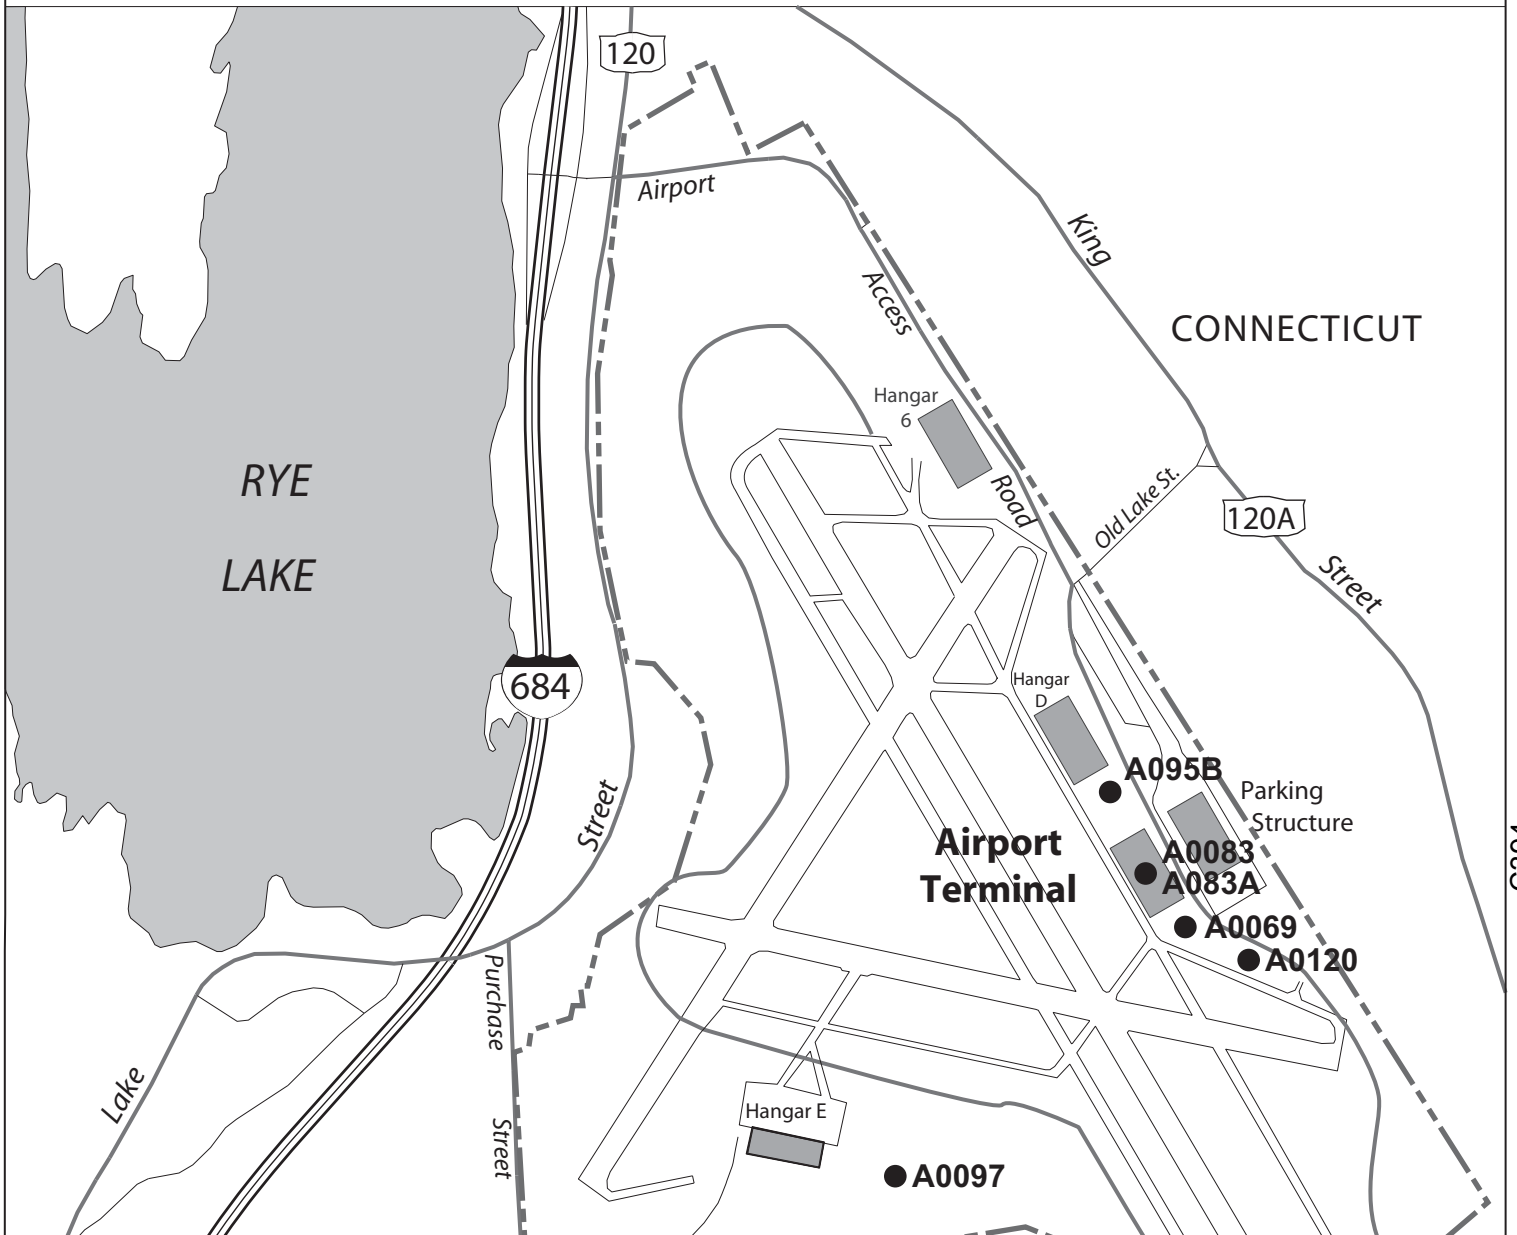 120
Airport
King
Access
CONNECTICUT
Hangar
6
RYE
Road
Old Lake St.
120A
LAKE
Street
684
Hangar
D
A095B
Street
Parking
Structure
Airport
Terminal
A0083
A083A
A0069
A0120
Purchase
Lake
Hangar E
Street
A0097